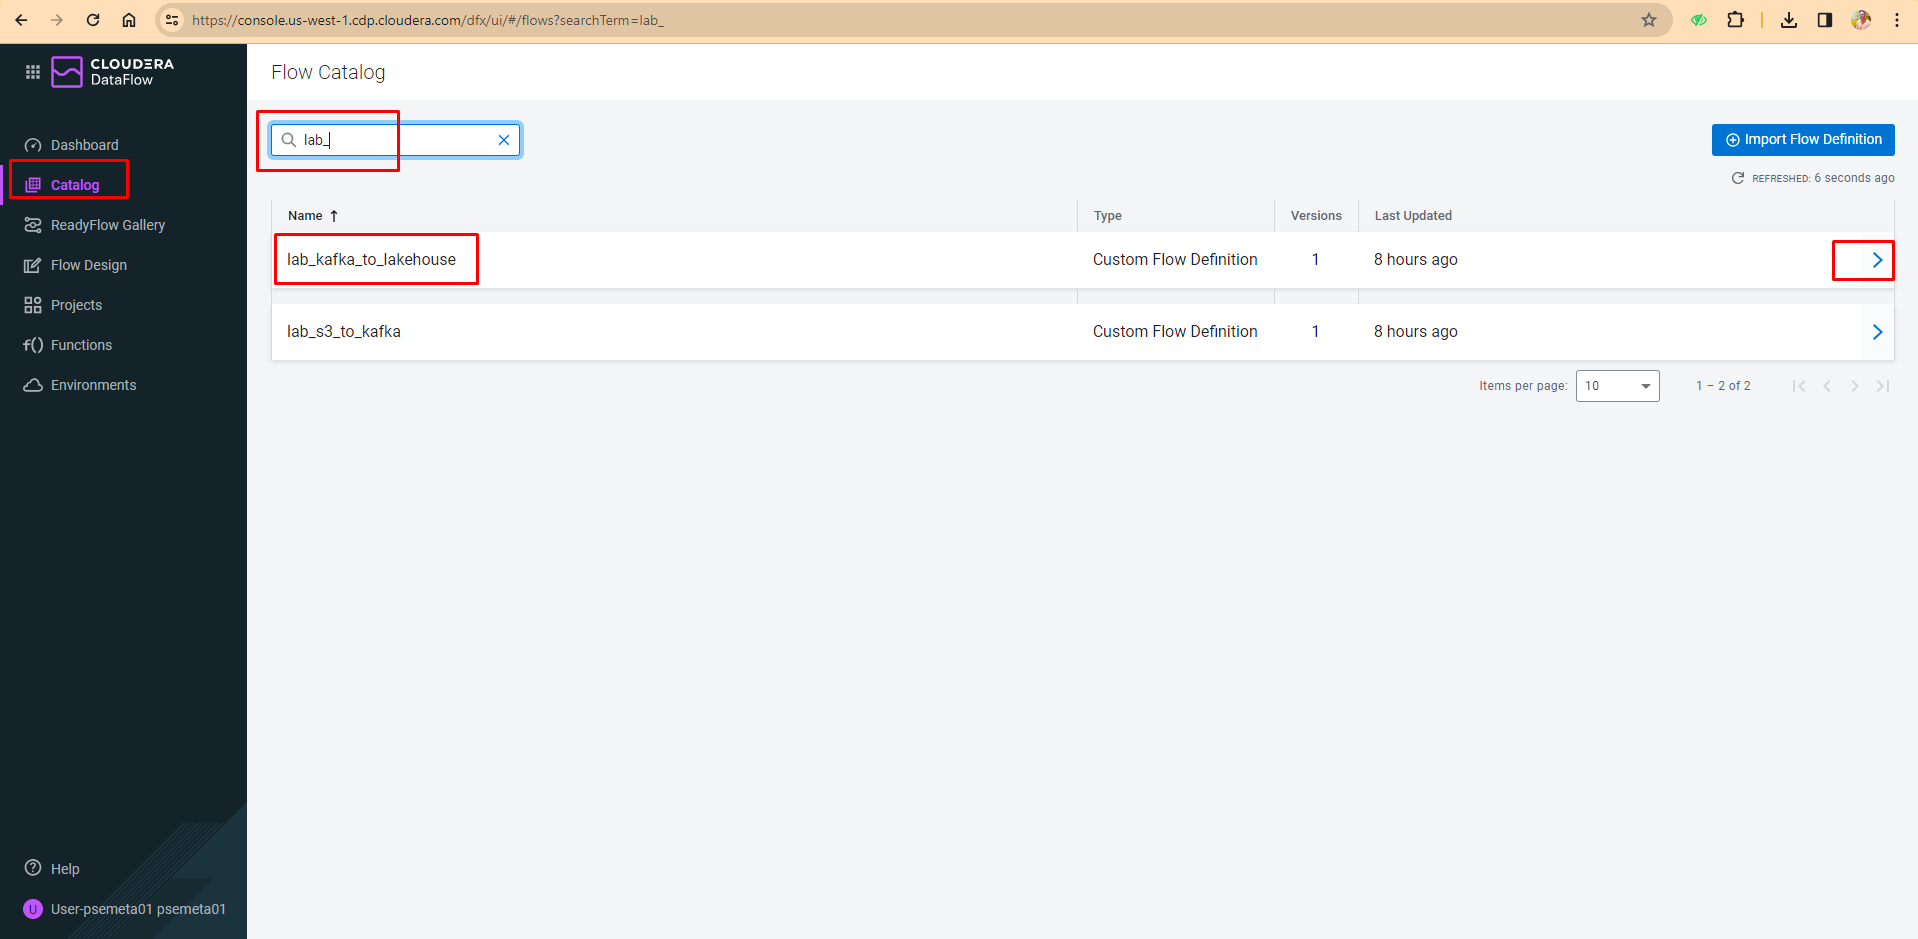 https://console.us-west-1.cdp.cloudera.com/dfx/ui/#/flows?searchTerm=lab_
CLOUDERA
DataFlow
Dashboard
Catalog
ReadyFlow Gallery
Flow Design
Projects
f() Functions
Environments
Help
U User-psemeta01 psemeta01
Flow Catalog
lab_
Import Flow Definition
REFRESHED: 6 seconds ago
Name Type Versions Last Updated
lab_kafka_to_lakehouse Custom Flow Definition 1 8 hours ago
lab_s3_to_kafka Custom Flow Definition 1 8 hours ago
Items per page: 10 1 – 2 of 2